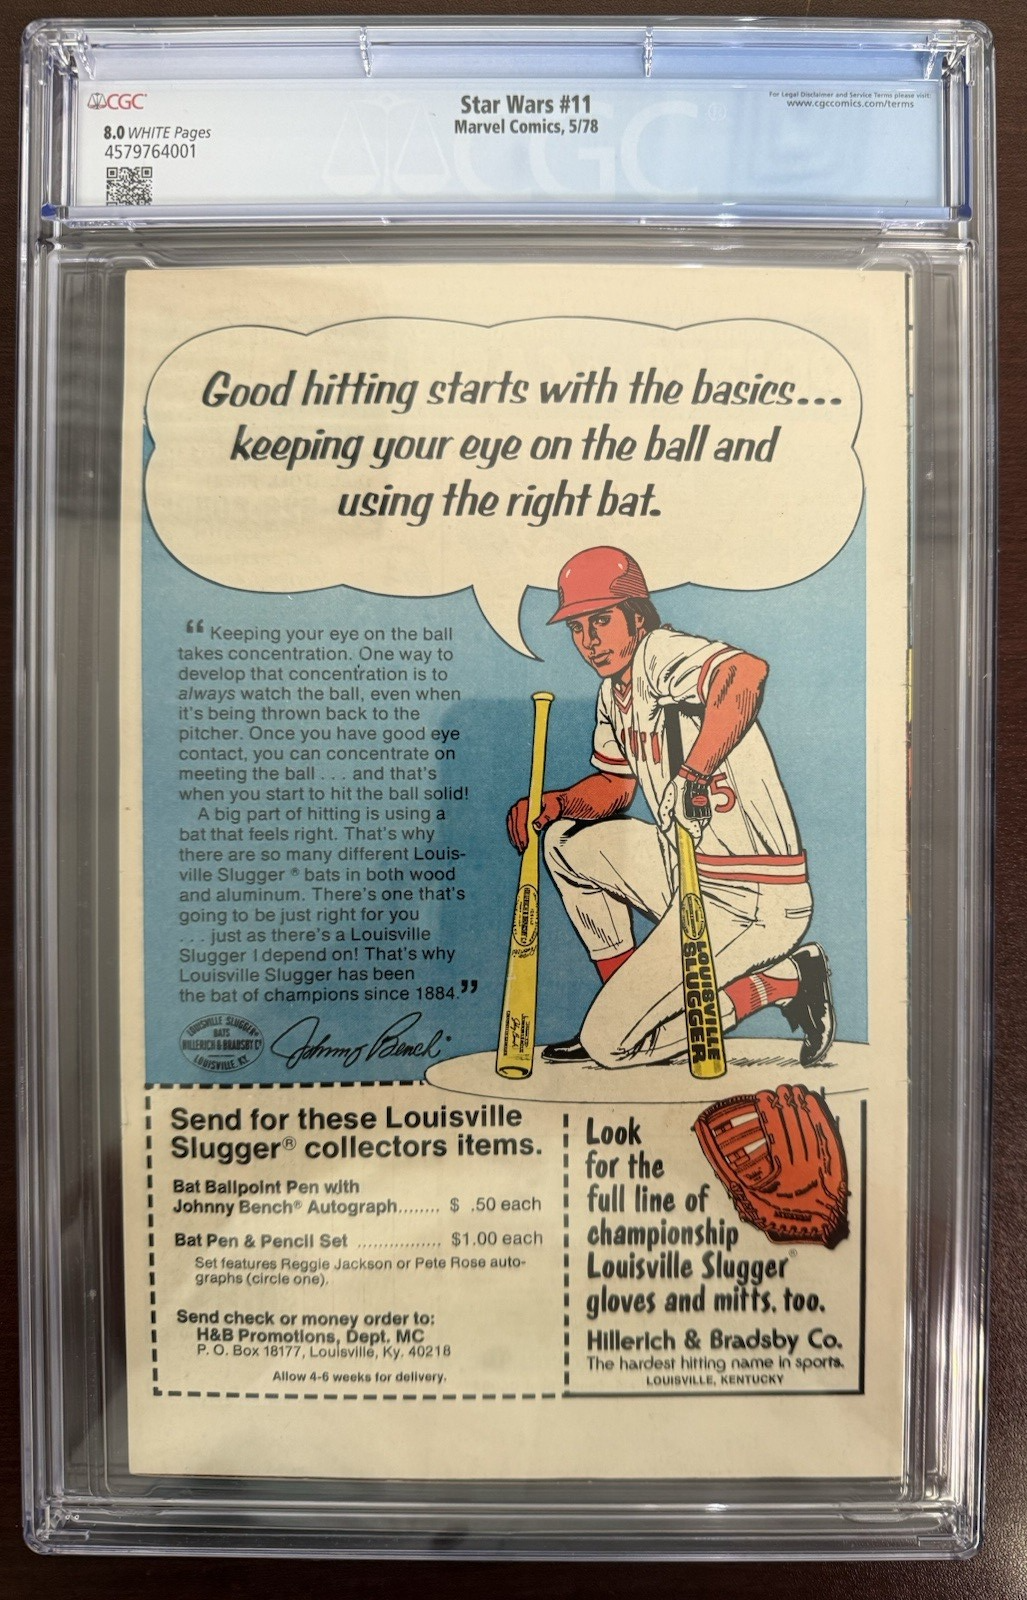 CGC
8.0 WHITE Pages
4579764001
Star Wars #11
Marvel Comics, 5/78
For Legal Disclaimer and Service Terms please visit:
www.cgccomics.com/terms
CGC
Good hitting starts with the basics...
keeping your eye on the ball and
using the right bat.
“ Keeping your eye on the ball
takes concentration. One way to
develop that concentration is to
always watch the ball, even when
it's being thrown back to the
pitcher. Once you have good eye
contact, you can concentrate on
meeting the ball . . . and that's
when you start to hit the ball solid!
A big part of hitting is using a
bat that feels right. That's why
there are so many different Louis-
ville Slugger ® bats in both wood
and aluminum. There's one that's
going to be just right for you
. . . just as there's a Louisville
Slugger I depend on! That's why
Louisville Slugger has been
the bat of champions since 1884.”
LOUISVILLE SLUGGER
BATS
HILLERICH & BRADSBY Co
LOUISVILLE. KY.
Johnny Bench
5
LOUISVILLE
SLUGGER
Send for these Louisville
Slugger® collectors items.
Bat Ballpoint Pen with
Johnny Bench® Autograph........ $ .50 each
Bat Pen & Pencil Set ................ $1.00 each
Set features Reggie Jackson or Pete Rose auto-
graphs (circle one).
Send check or money order to:
H&B Promotions, Dept. MC
P. O. Box 18177, Louisville, Ky. 40218
Allow 4-6 weeks for delivery.
Look
for the
full line of
championship
Louisville Slugger®
gloves and mitts, too.
Hillerich & Bradsby Co.
The hardest hitting name in sports.
LOUISVILLE, KENTUCKY